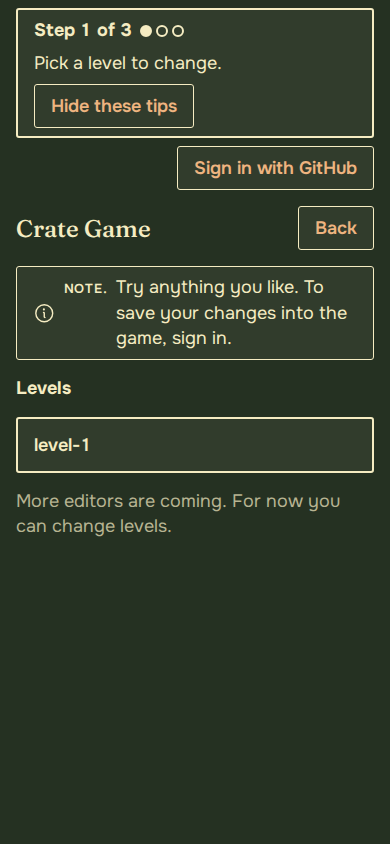 Step 1 of 3
Pick a level to change.
Hide these tips
Sign in with GitHub
Crate Game
Back
NOTE. Try anything you like. To
save your changes into the
game, sign in.
Levels
level-1
More editors are coming. For now you
can change levels.